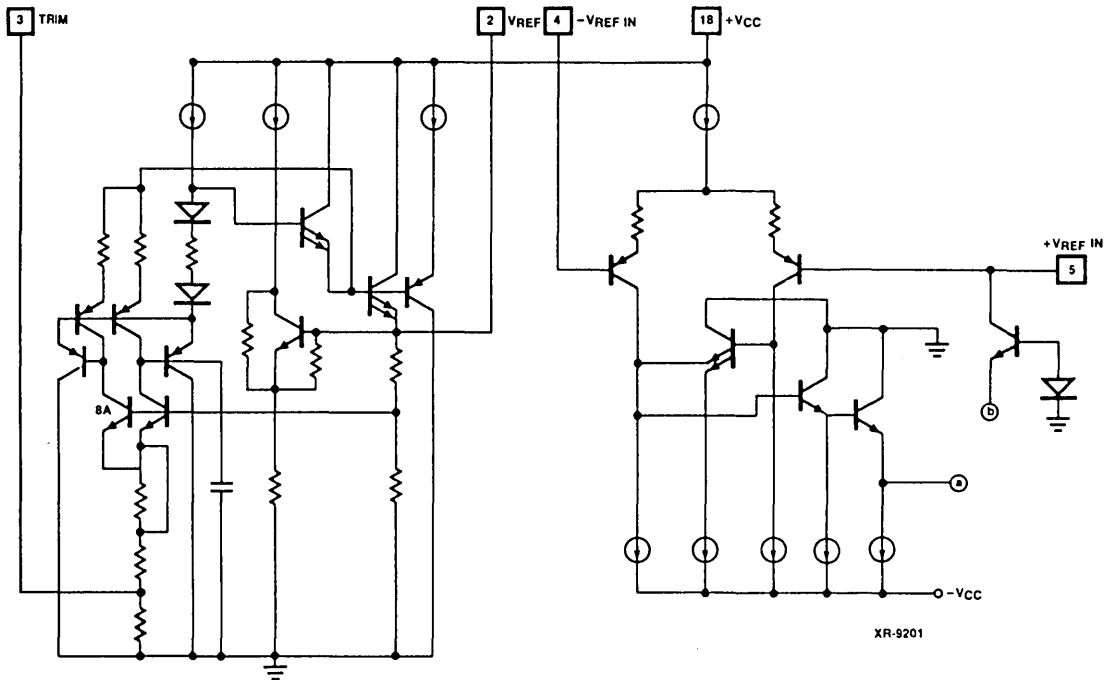 3 TRIM
2 VREF
4 -VREF IN
18 +VCC
+VREF IN
5
8A
b
a
-VCC
XR-9201